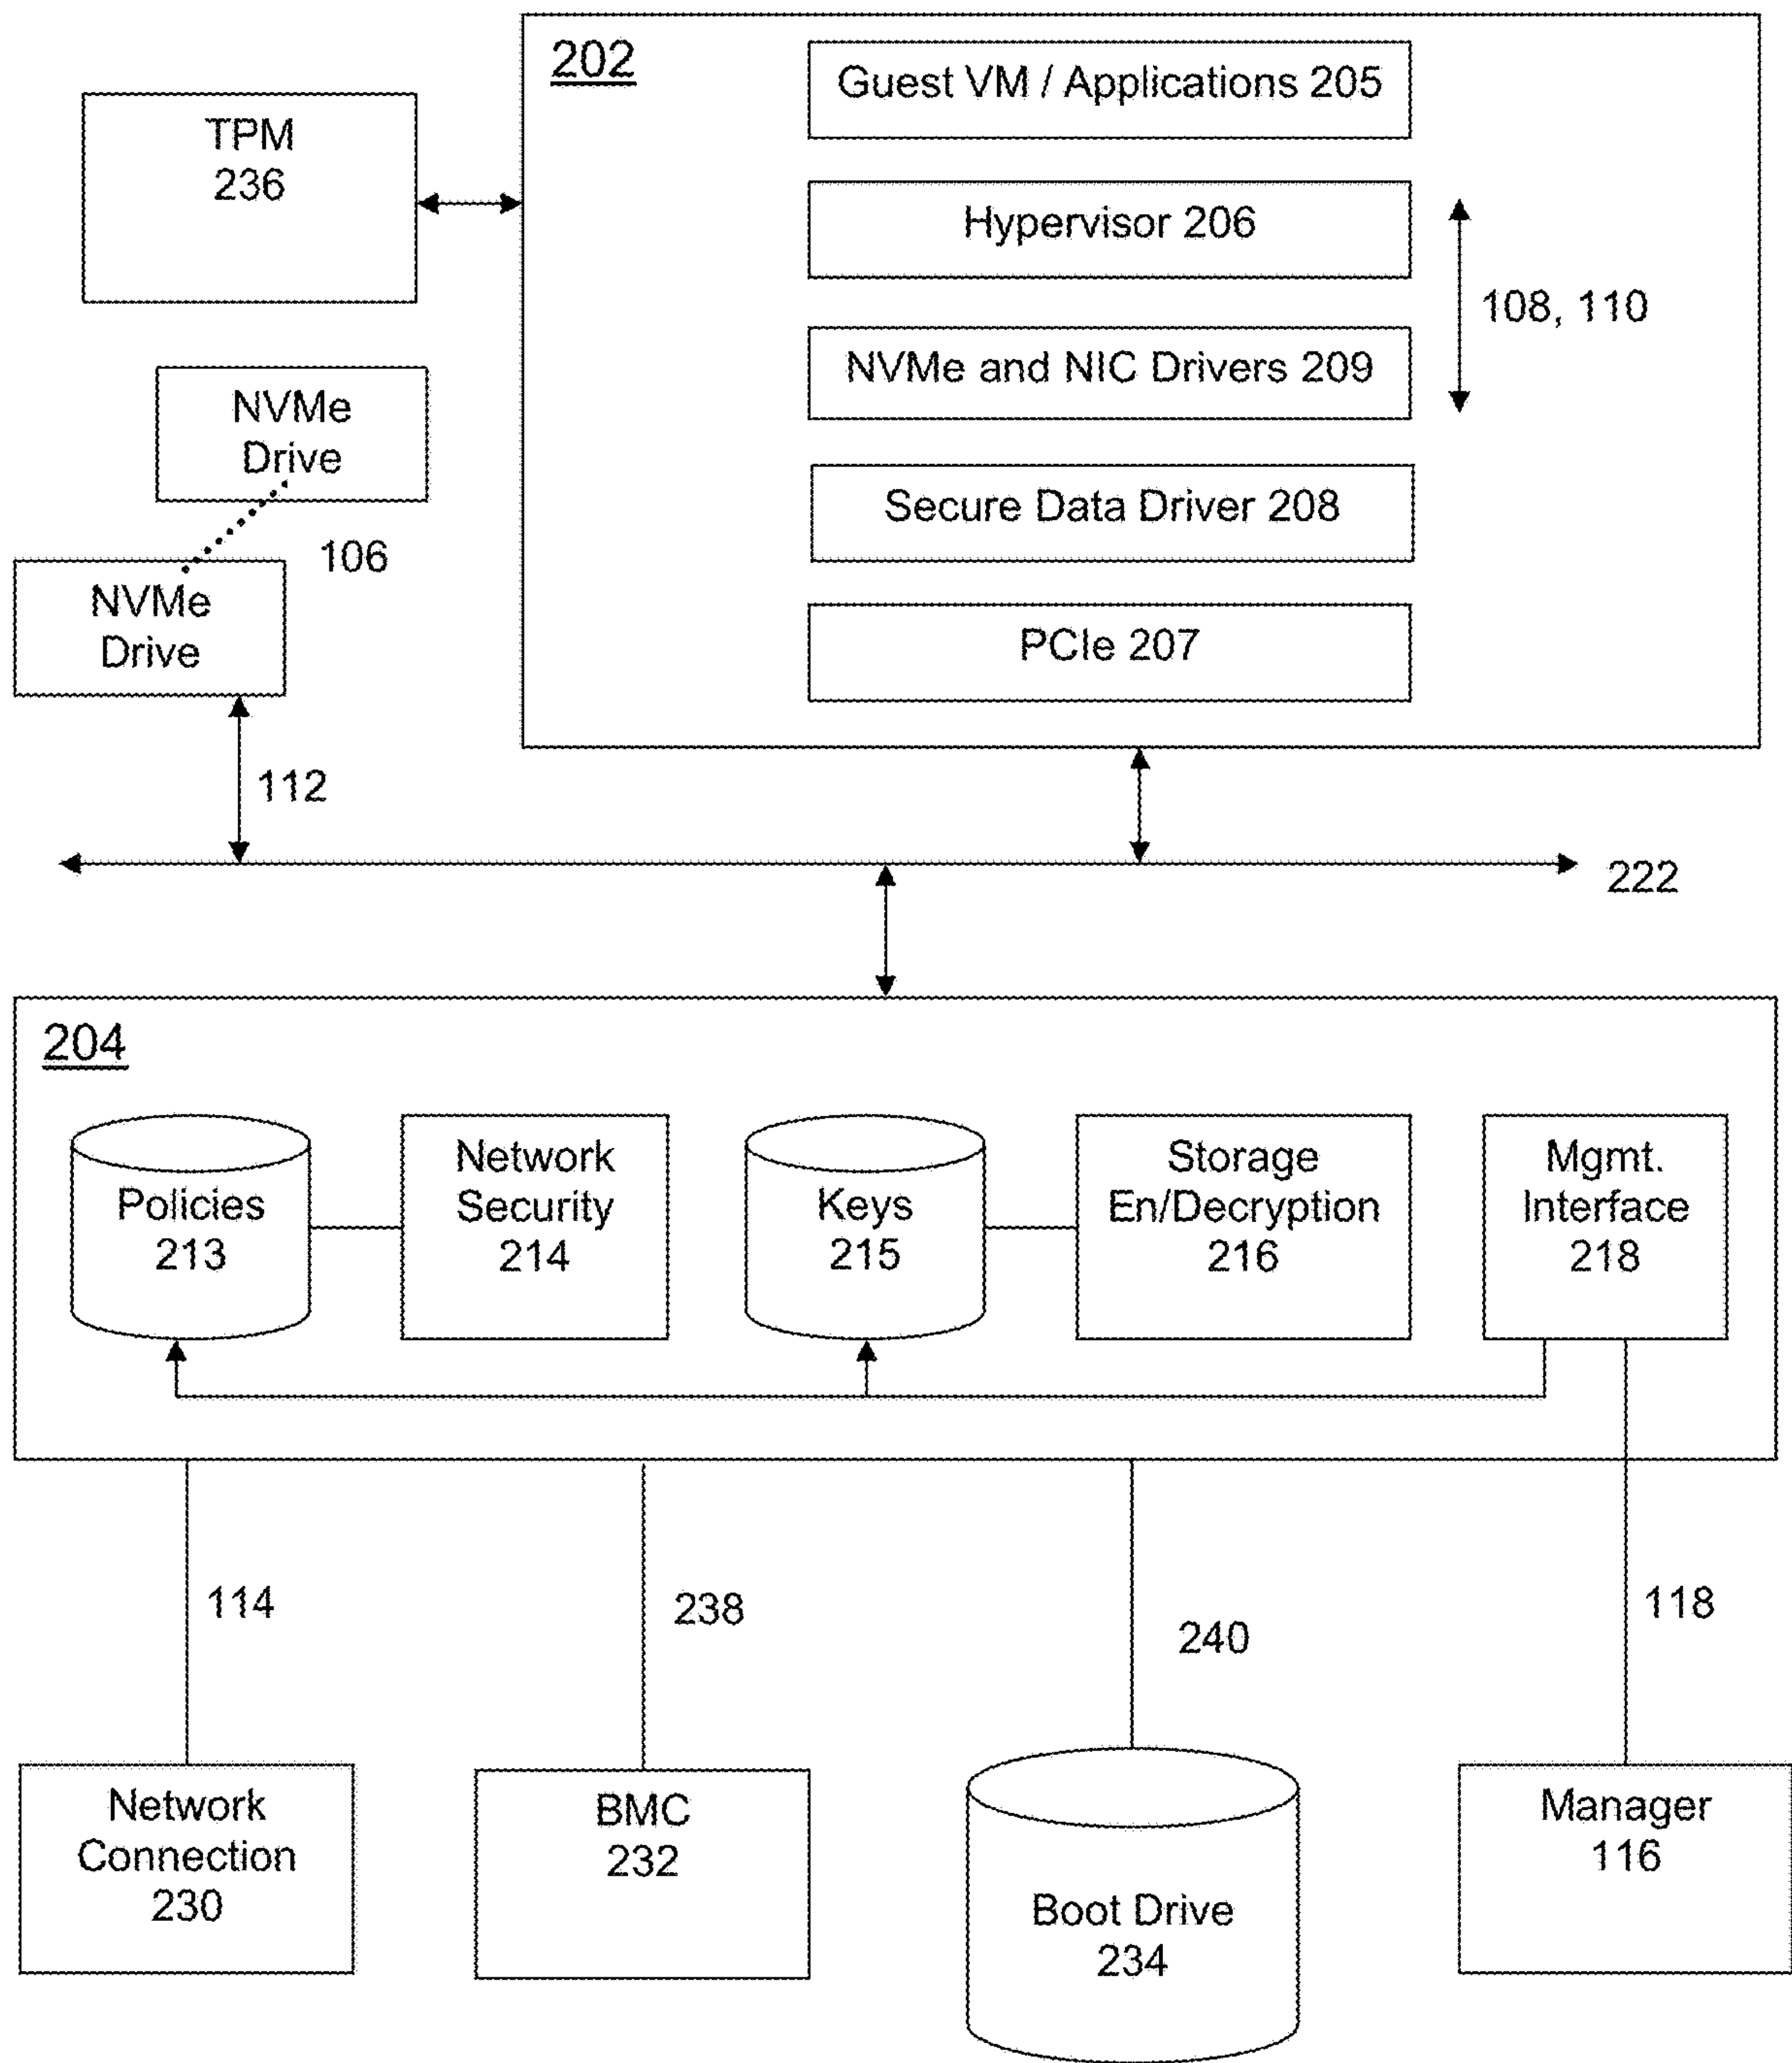 202
Guest VM / Applications 205
TPM
236
Hypervisor 206
108, 110
NVMe and NIC Drivers 209
NVMe
Drive
Secure Data Driver 208
106
NVMe
Drive
PCIe 207
112
222
204
Policies
213
Network
Security
214
Keys
215
Storage
En/Decryption
216
Mgmt.
Interface
218
114
238
240
118
Network
Connection
230
BMC
232
Boot Drive
234
Manager
116